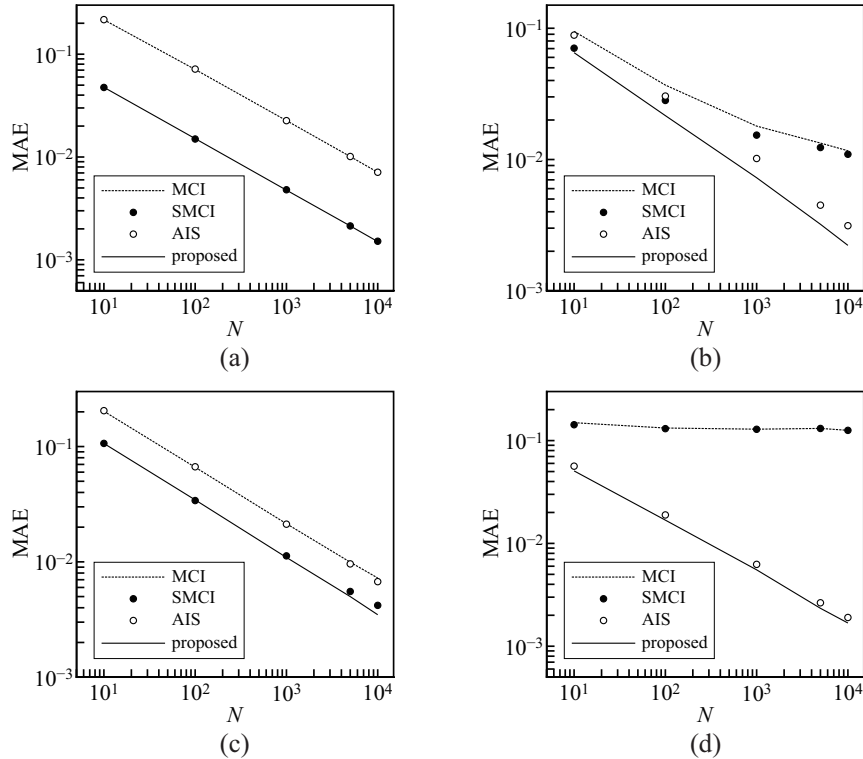 MAE
10^-1
10^-2
10^-3
MCI
SMCI
AIS
proposed
10^1 10^2 10^3 10^4
N
(a)
MAE
10^-1
10^-2
10^-3
MCI
SMCI
AIS
proposed
10^1 10^2 10^3 10^4
N
(b)
MAE
10^-1
10^-2
10^-3
MCI
SMCI
AIS
proposed
10^1 10^2 10^3 10^4
N
(c)
MAE
10^-1
10^-2
10^-3
MCI
SMCI
AIS
proposed
10^1 10^2 10^3 10^4
N
(d)